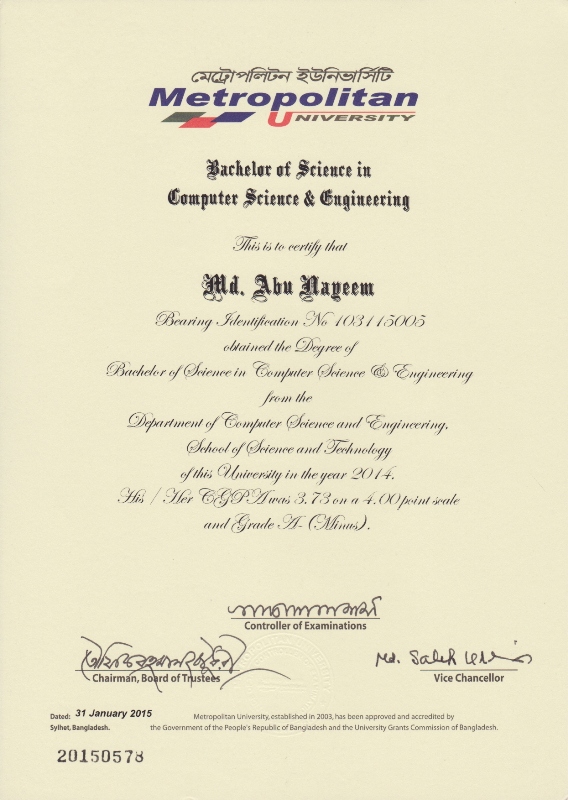 মেট্রোপলিটন ইউনিভার্সিটি
Metropolitan
UNIVERSITY
Bachelor of Science in
Computer Science & Engineering
This is to certify that
Md. Abu Nayeem
Bearing Identification No 103115005
obtained the Degree of
Bachelor of Science in Computer Science & Engineering
from the
Department of Computer Science and Engineering,
School of Science and Technology
of this University in the year 2014.
His / Her CGPA was 3.73 on a 4.00 point scale
and Grade A- (Minus).
Controller of Examinations
Md. Saleh Uddin
Chairman, Board of Trustees
Vice Chancellor
Dated: 31 January 2015
Sylhet, Bangladesh.
Metropolitan University, established in 2003, has been approved and accredited by
the Government of the People's Republic of Bangladesh and the University Grants Commission of Bangladesh.
20150578